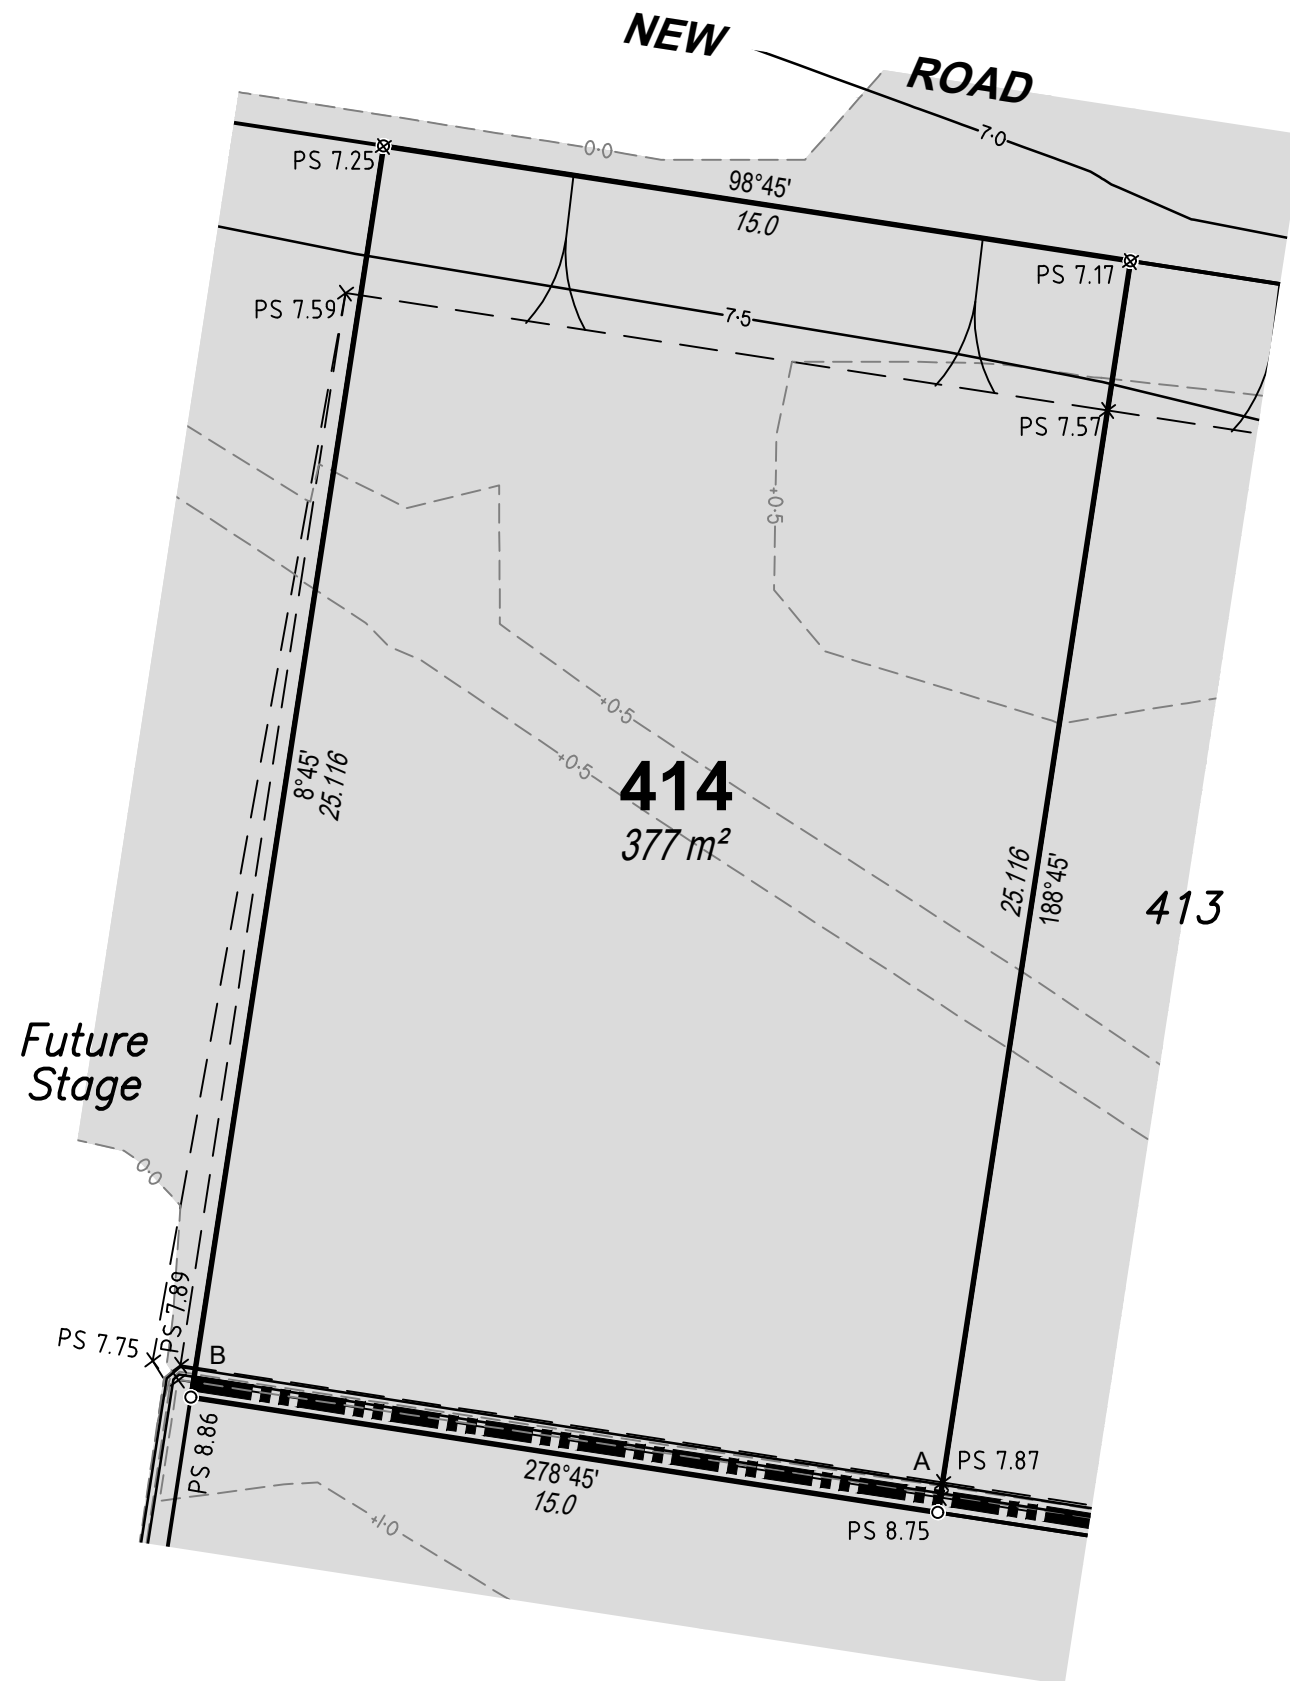 NEW ROAD
7.0
0.0
PS 7.25
98°45'
15.0
PS 7.17
PS 7.59
7.5
PS 7.57
+0.5
+0.5
+0.5
414
377 m²
8°45'
25.116
25.116
188°45'
413
Future
Stage
0.0
PS 7.89
PS 7.75
B
PS 8.86
A
PS 7.87
278°45'
15.0
PS 8.75
+1.0